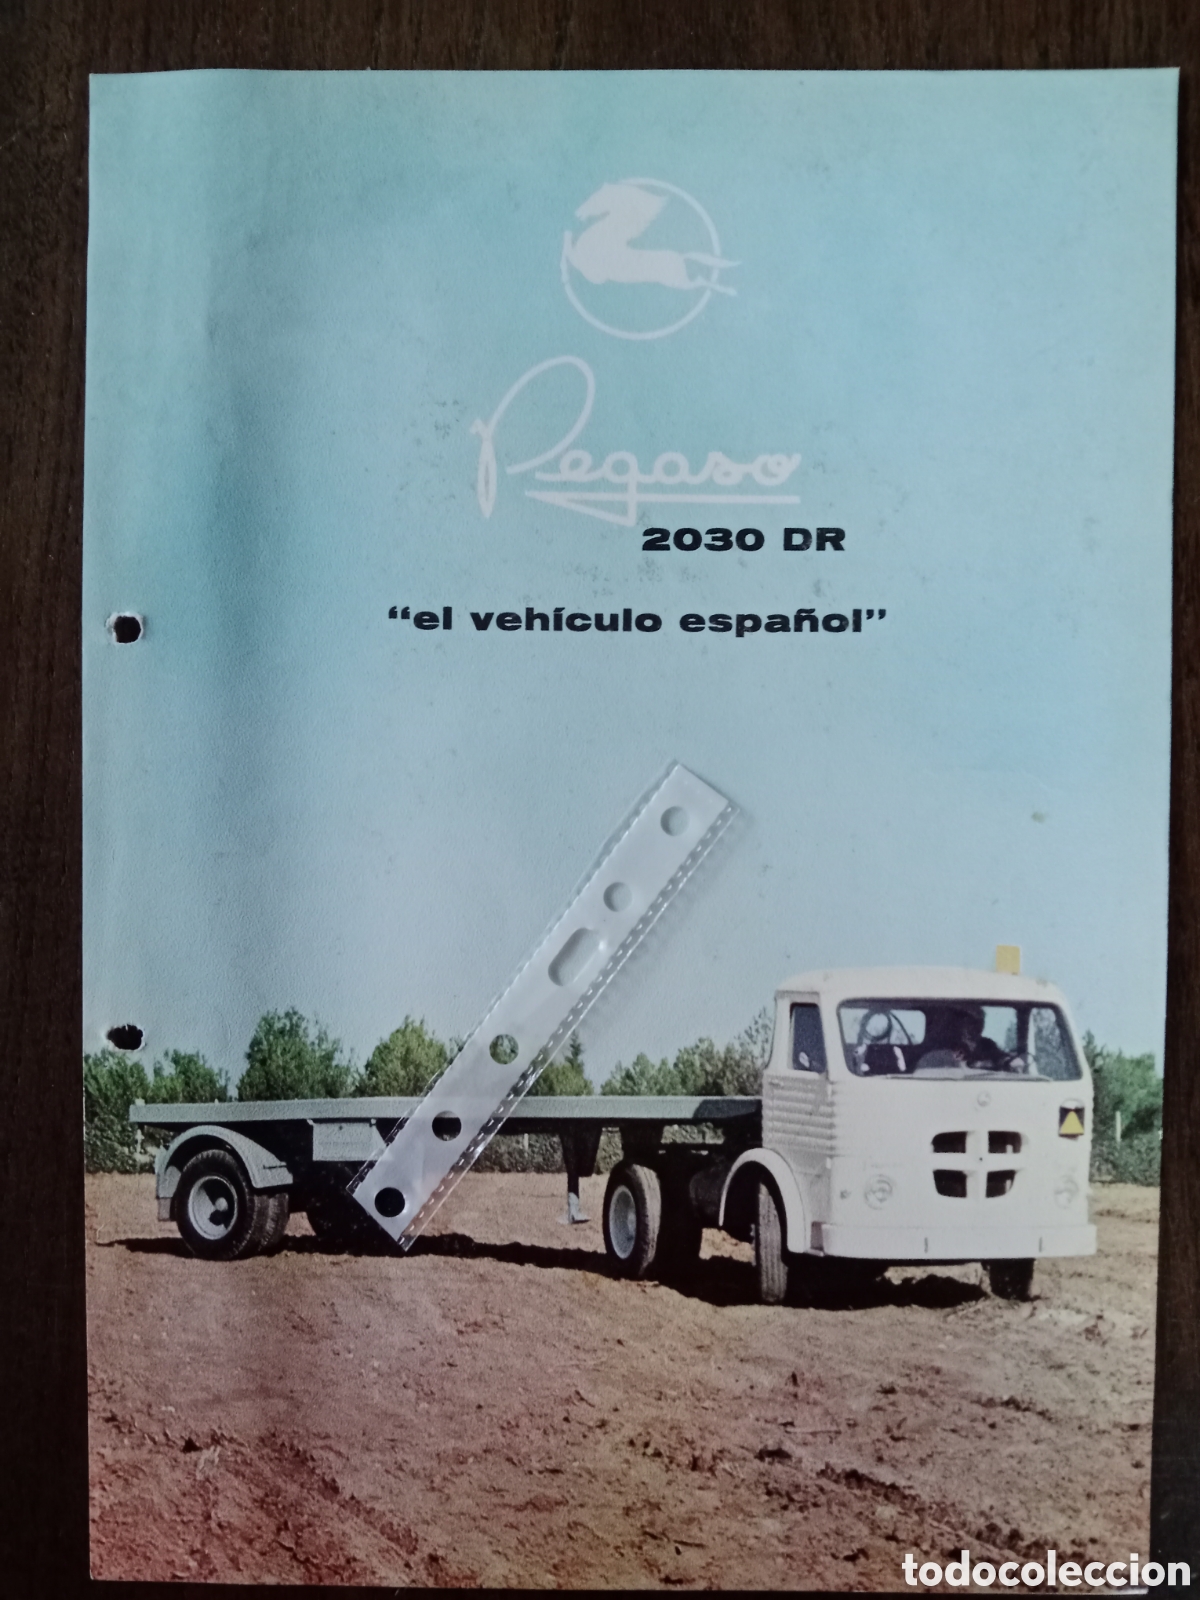 Pegaso
2030 DR
“el vehículo español”
todocoleccion